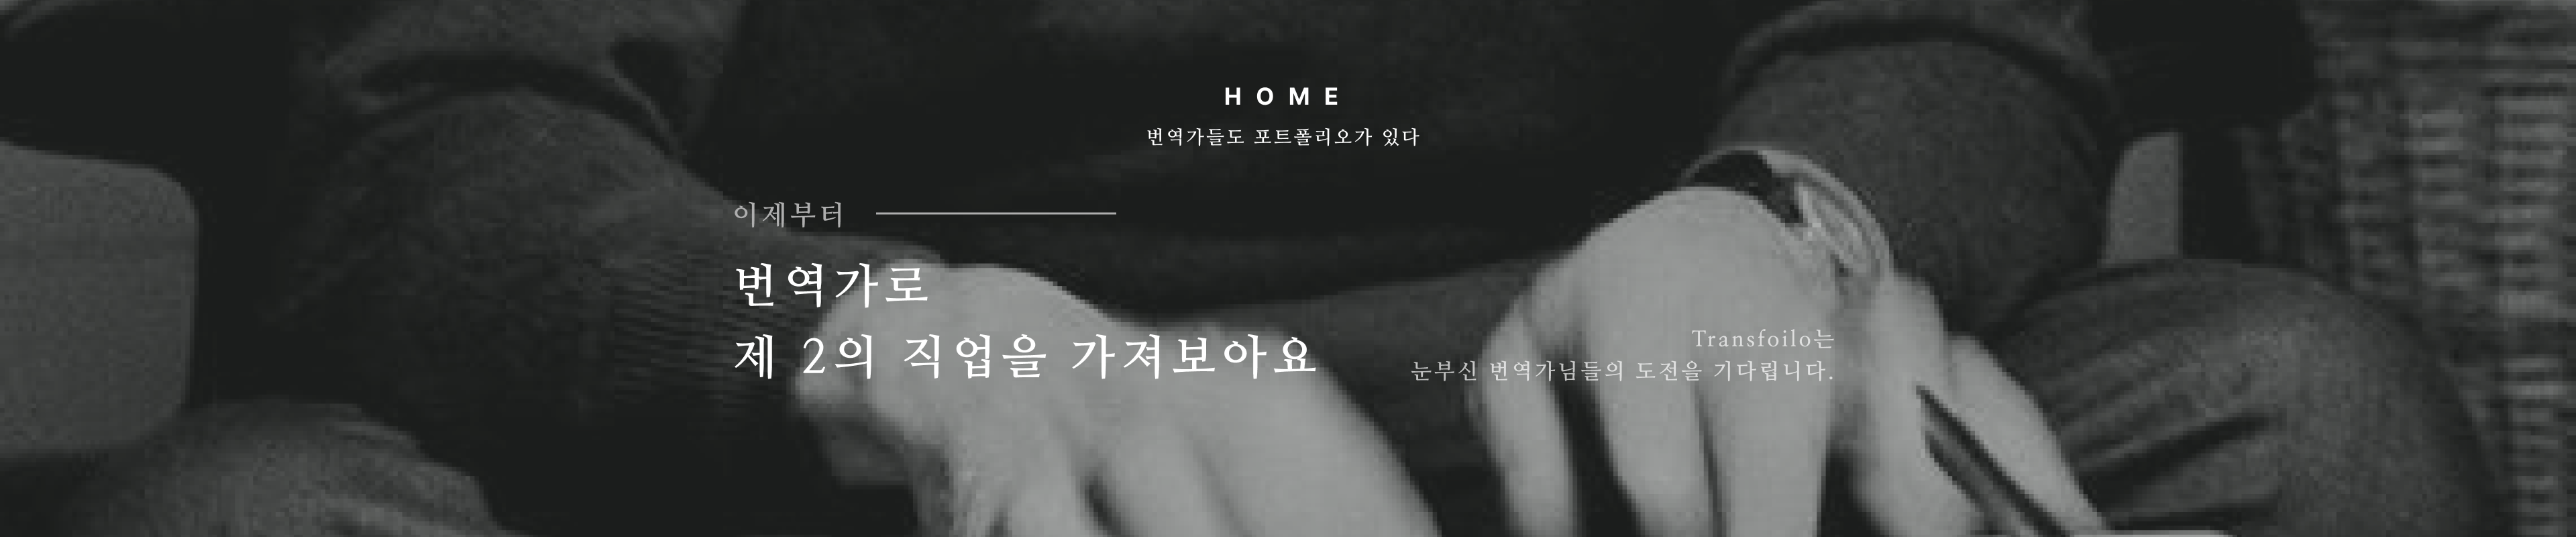 HOME
번역가들도 포트폴리오가 있다
이제부터
번역가로
제 2의 직업을 가져보아요
Transfoilo는
눈부신 번역가님들의 도전을 기다립니다.